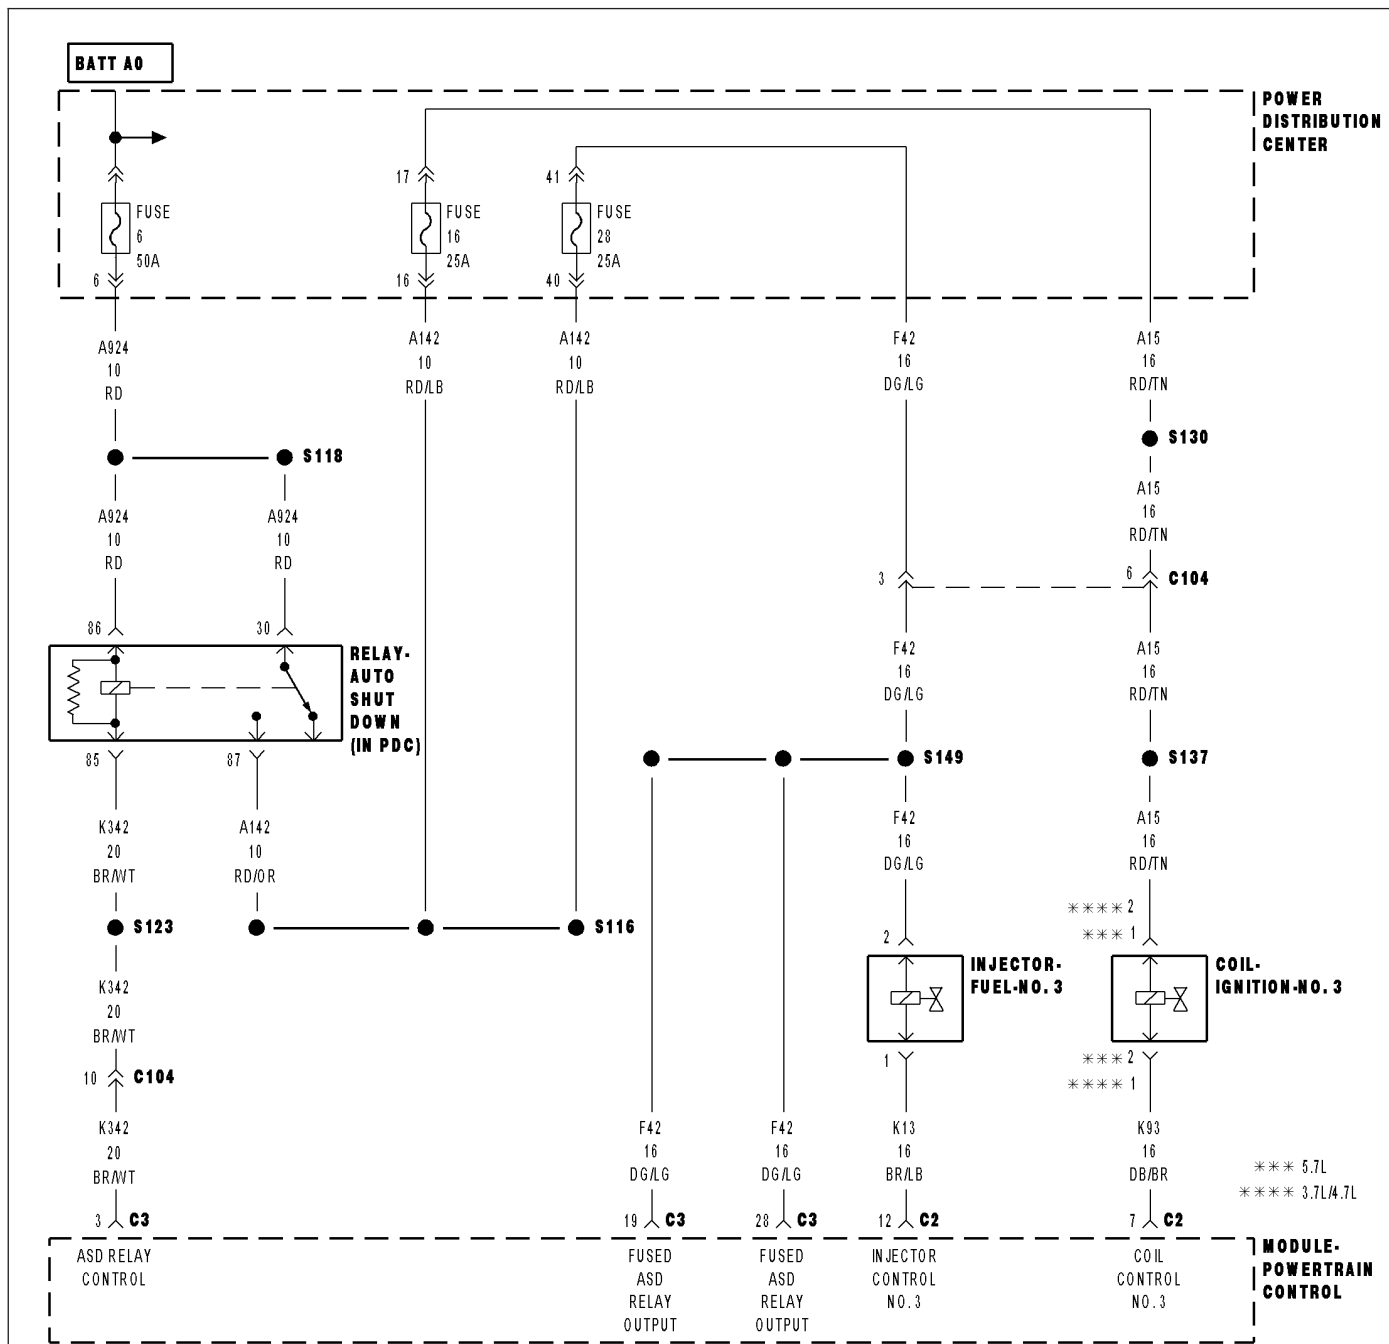 BATT A0
POWER
DISTRIBUTION
CENTER
FUSE
6
50A
6
17
FUSE
16
25A
16
41
FUSE
28
25A
40
A924
10
RD
A142
10
RD/LB
A142
10
RD/LB
F42
16
DG/LG
A15
16
RD/TN
S118
S130
A924
10
RD
A924
10
RD
A15
16
RD/TN
3
6
C104
86
30
RELAY-
AUTO
SHUT
DOWN
(IN PDC)
F42
16
DG/LG
A15
16
RD/TN
85
87
S149
S137
K342
20
BR/WT
A142
10
RD/OR
F42
16
DG/LG
A15
16
RD/TN
S123
S116
2
**** 2
*** 1
INJECTOR-
FUEL-NO. 3
COIL-
IGNITION-NO. 3
K342
20
BR/WT
10
C104
1
*** 2
**** 1
K342
20
BR/WT
F42
16
DG/LG
F42
16
DG/LG
K13
16
BR/LB
K93
16
DB/BR
*** 5.7L
**** 3.7L/4.7L
3
C3
19
C3
28
C3
12
C2
7
C2
ASD RELAY
CONTROL
FUSED
ASD
RELAY
OUTPUT
FUSED
ASD
RELAY
OUTPUT
INJECTOR
CONTROL
NO. 3
COIL
CONTROL
NO. 3
MODULE-
POWERTRAIN
CONTROL